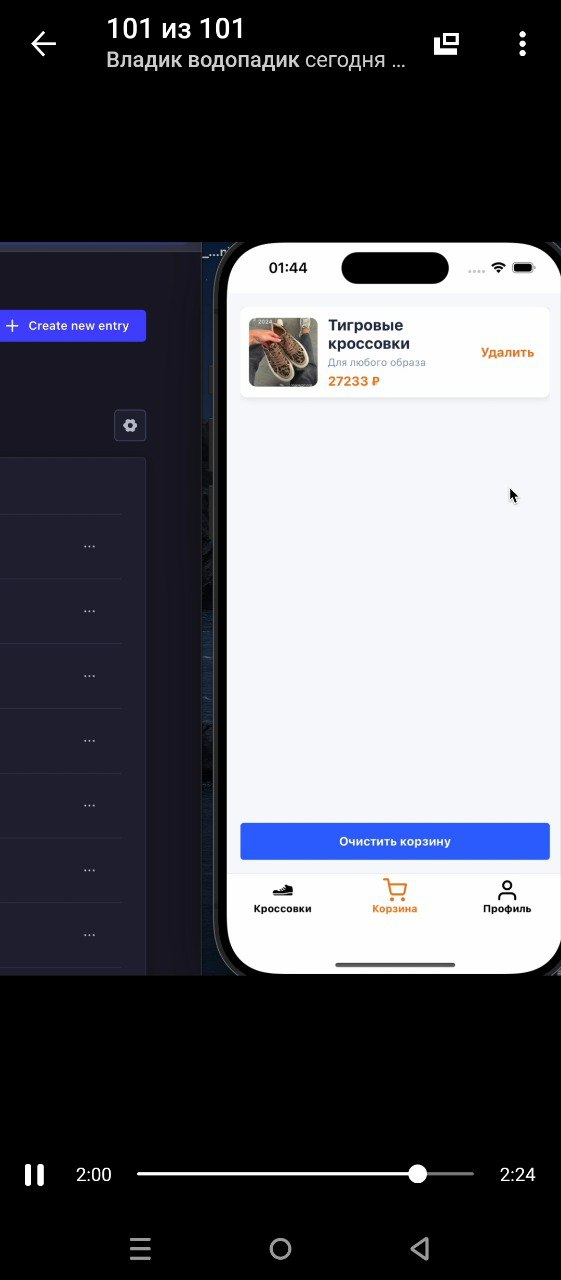 101 из 101
Владик водопадик сегодня ...
Create new entry
01:44
2024
Тигровые
кроссовки
Для любого образа
27233 ₽
Удалить
Очистить корзину
Кроссовки
Корзина
Профиль
2:00
2:24